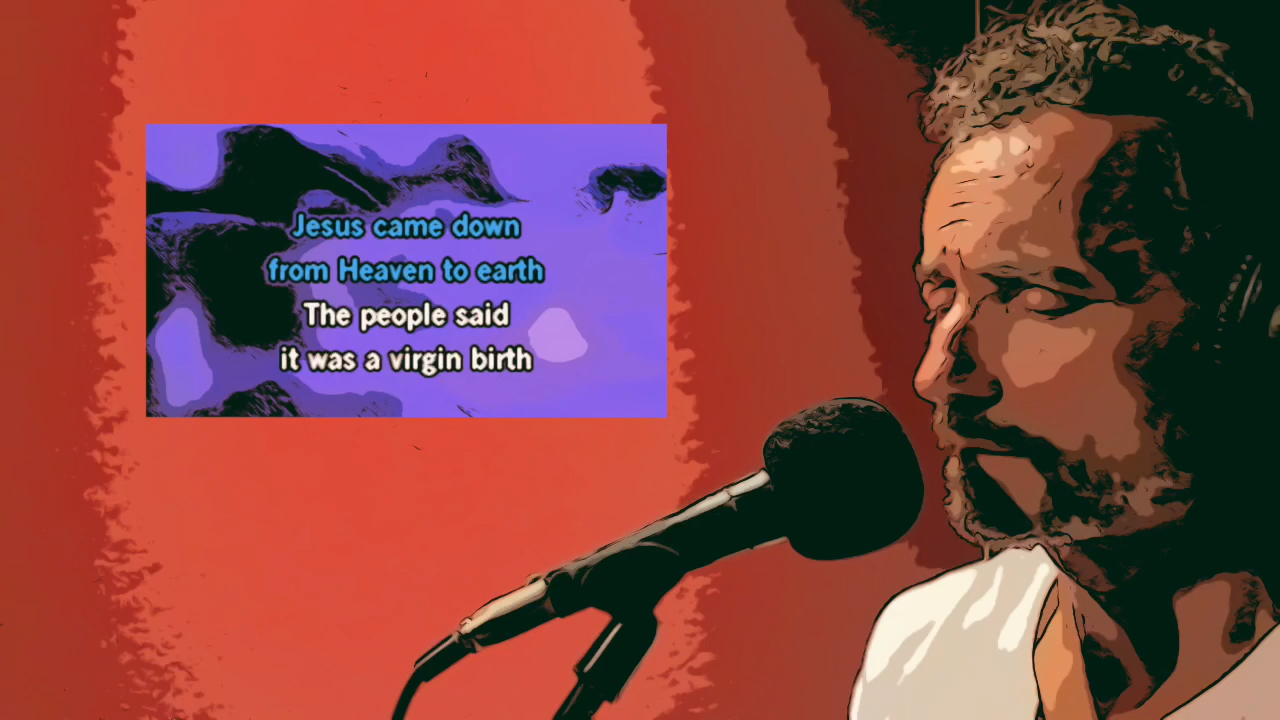 Jesus came down
from Heaven to earth
The people said
it was a virgin birth